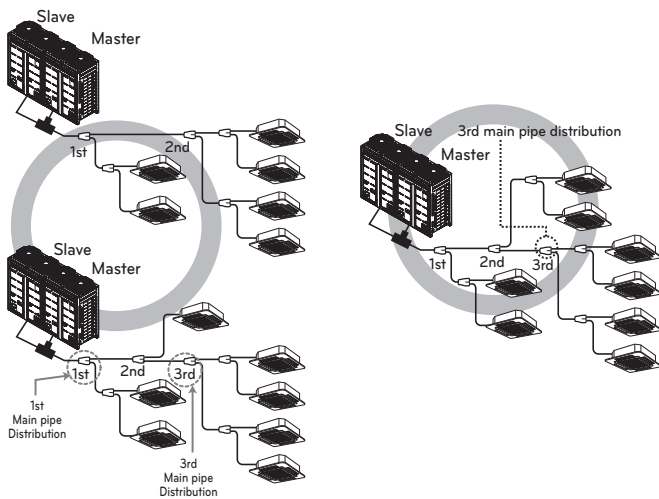 Slave
Master
1st
2nd
Slave
Master
1st
2nd
3rd
1st
Main pipe
Distribution
3rd
Main pipe
Distribution
Slave
3rd main pipe distribution
Master
1st
2nd
3rd